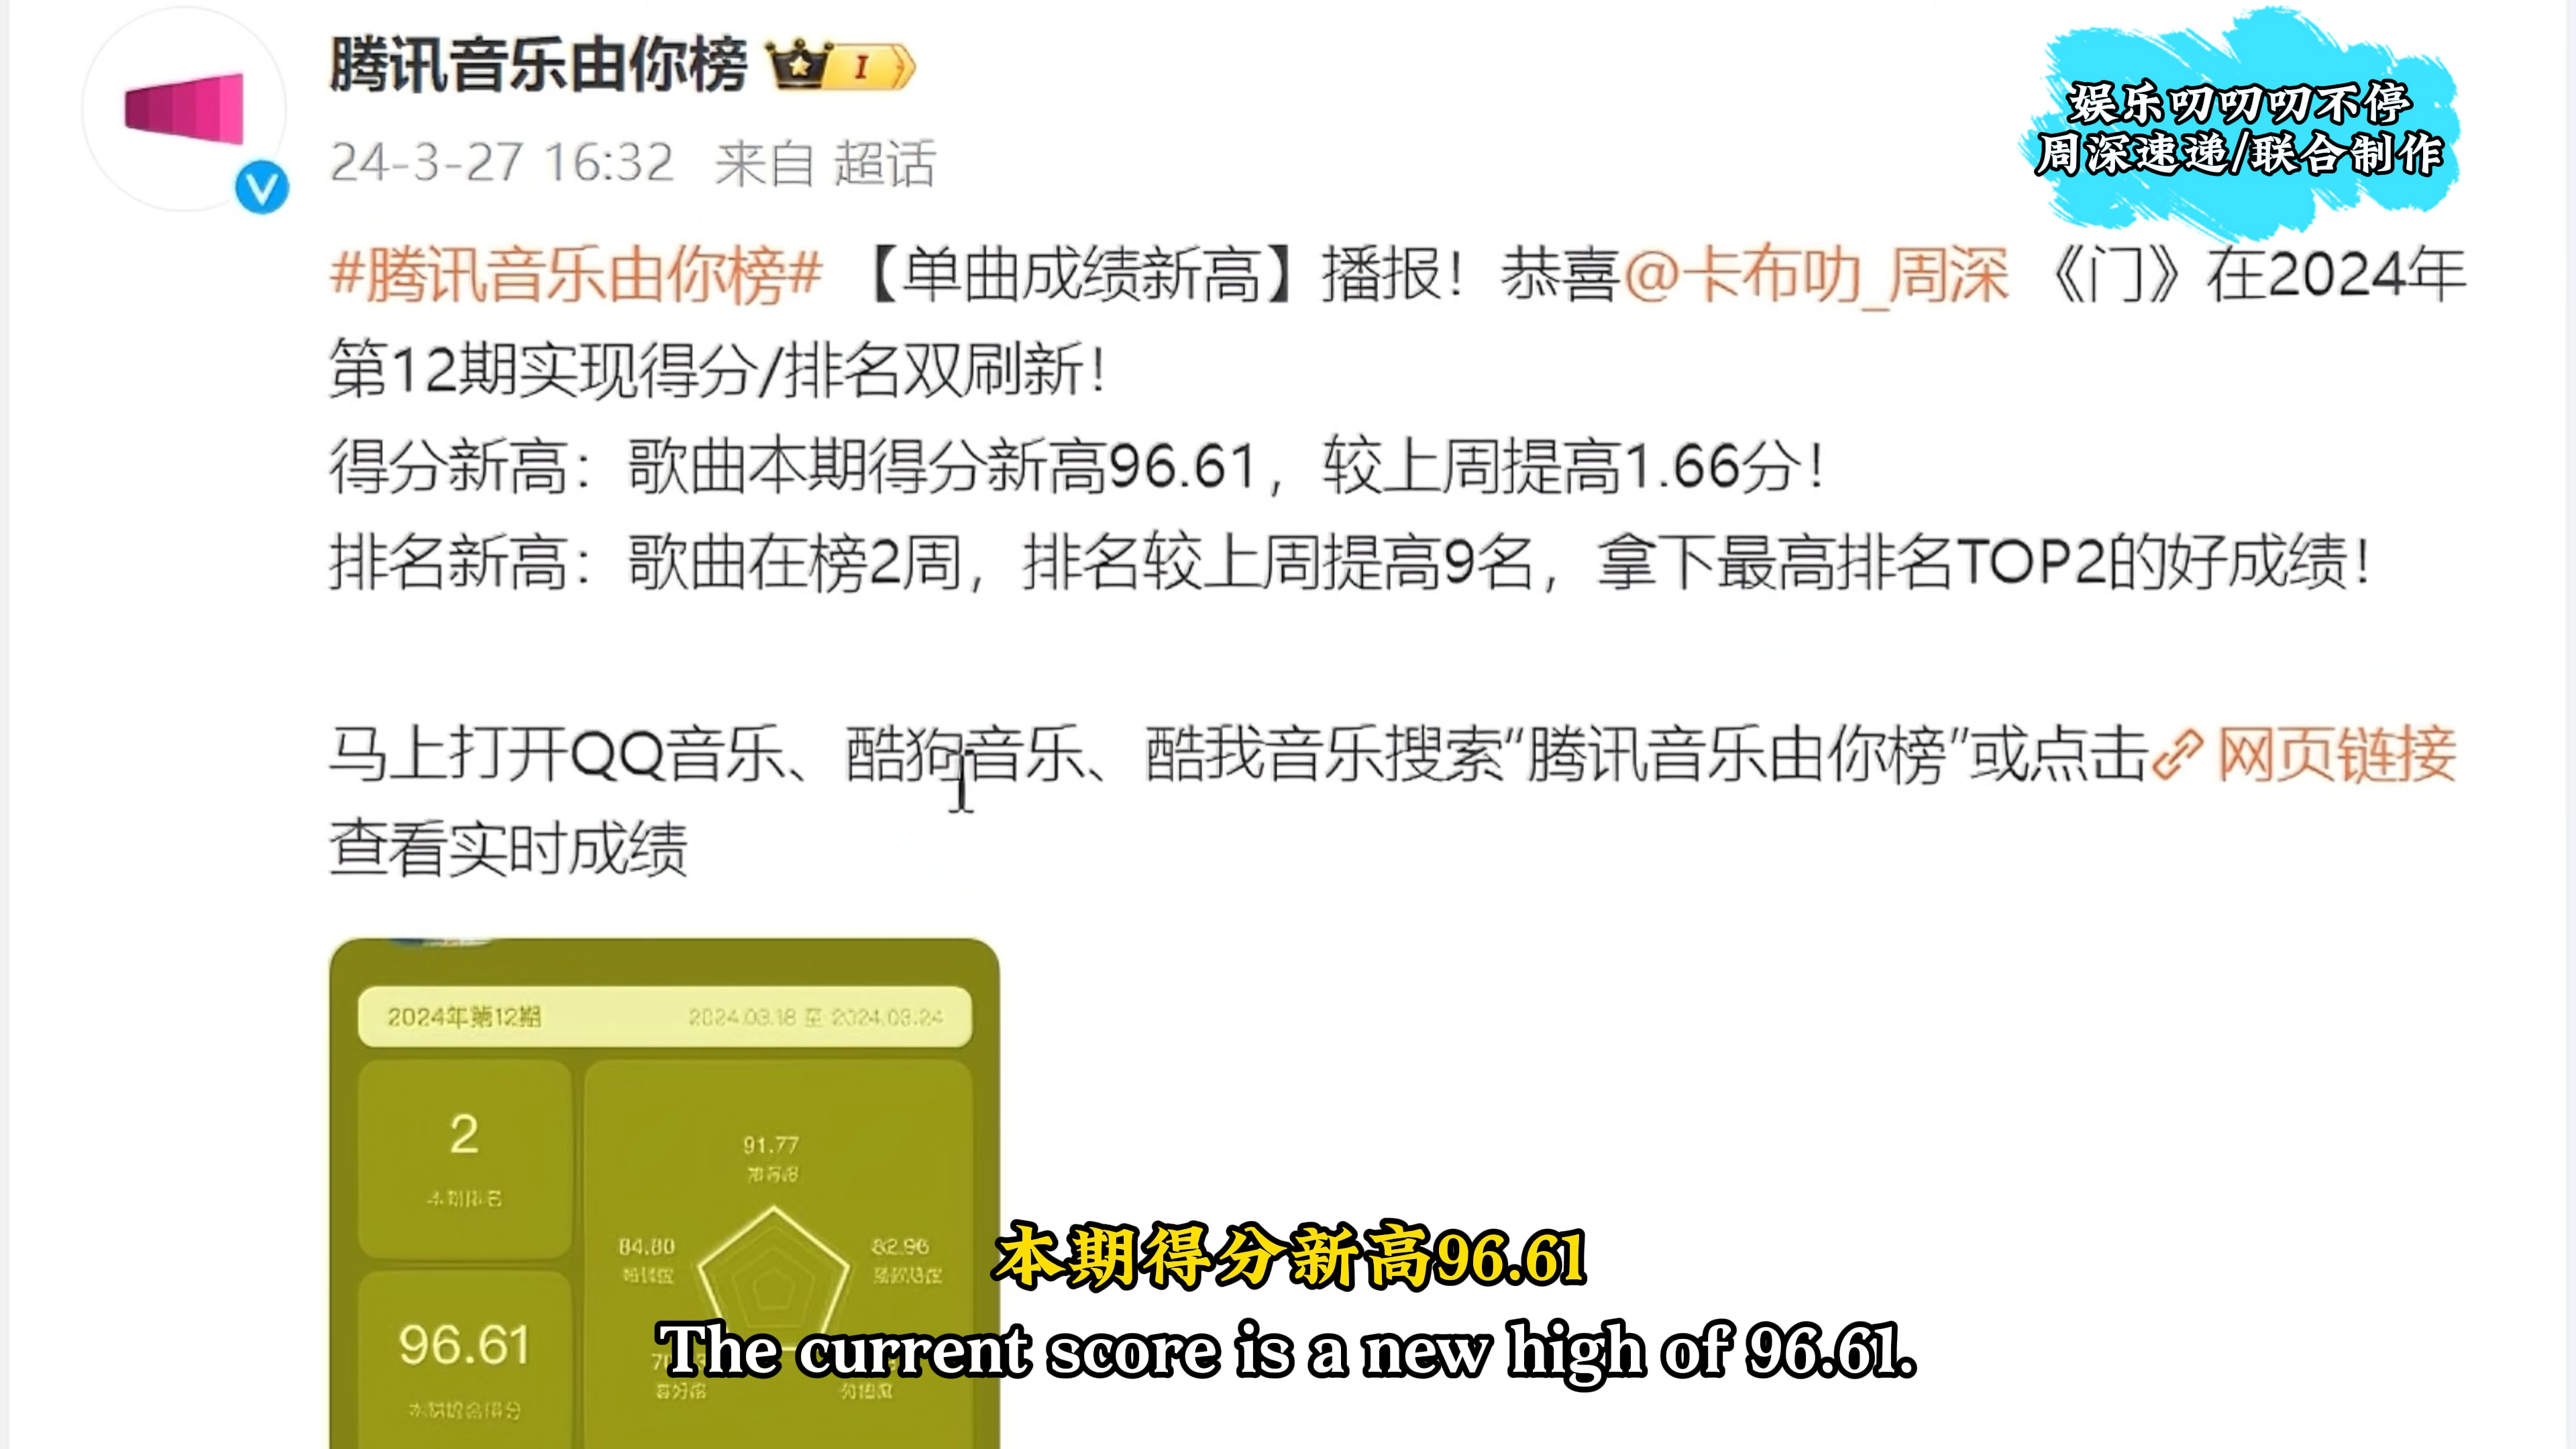 腾讯音乐由你榜
I
24-3-27 16:32 来自 超话
娱乐叨叨叨不停
周深速递/联合制作
#腾讯音乐由你榜#【单曲成绩新高】播报！恭喜@卡布叻_周深 《门》在2024年
第12期实现得分/排名双刷新！
得分新高：歌曲本期得分新高96.61，较上周提高1.66分！
排名新高：歌曲在榜2周，排名较上周提高9名，拿下最高排名TOP2的好成绩！
马上打开QQ音乐、酷狗音乐、酷我音乐搜索“腾讯音乐由你榜”或点击网页链接
查看实时成绩
2024年第12期 2024.03.18 至 2024.03.24
2
本期排名
91.77
84.80
82.96
96.61
本期得分新高96.61
The current score is a new high of 96.61.